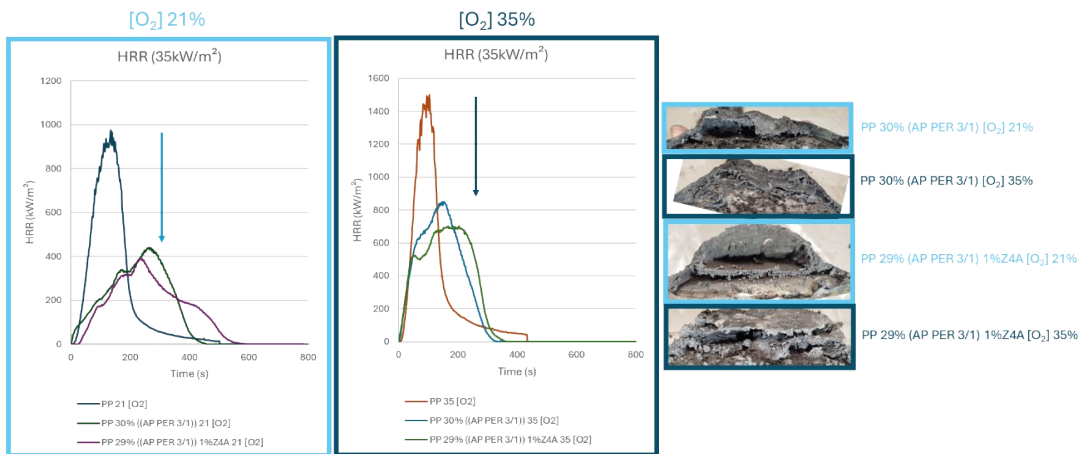 [O₂] 21%
HRR (35kW/m²)
HRR (kW/m²)
1200
1000
800
600
400
200
0
0 200 400 600 800
Time (s)
PP 21 [O2]
PP 30% ((AP PER 3/1)) 21 [O2]
PP 29% ((AP PER 3/1)) 1%Z4A 21 [O2]
[O₂] 35%
HRR (35kW/m²)
HRR (kW/m²)
1600
1400
1200
1000
800
600
400
200
0
0 200 400 600 800
Time (s)
PP 35 [O2]
PP 30% ((AP PER 3/1)) 35 [O2]
PP 29% ((AP PER 3/1)) 1%Z4A 35 [O2]
PP 30% (AP PER 3/1) [O₂] 21%
PP 30% (AP PER 3/1) [O₂] 35%
PP 29% (AP PER 3/1) 1%Z4A [O₂] 21%
PP 29% (AP PER 3/1) 1%Z4A [O₂] 35%